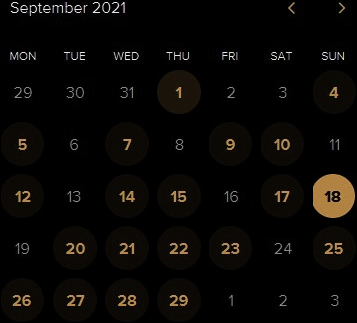 September 2021
MON TUE WED THU FRI SAT SUN
29 30 31 1 2 3 4
5 6 7 8 9 10 11
12 13 14 15 16 17 18
19 20 21 22 23 24 25
26 27 28 29 1 2 3